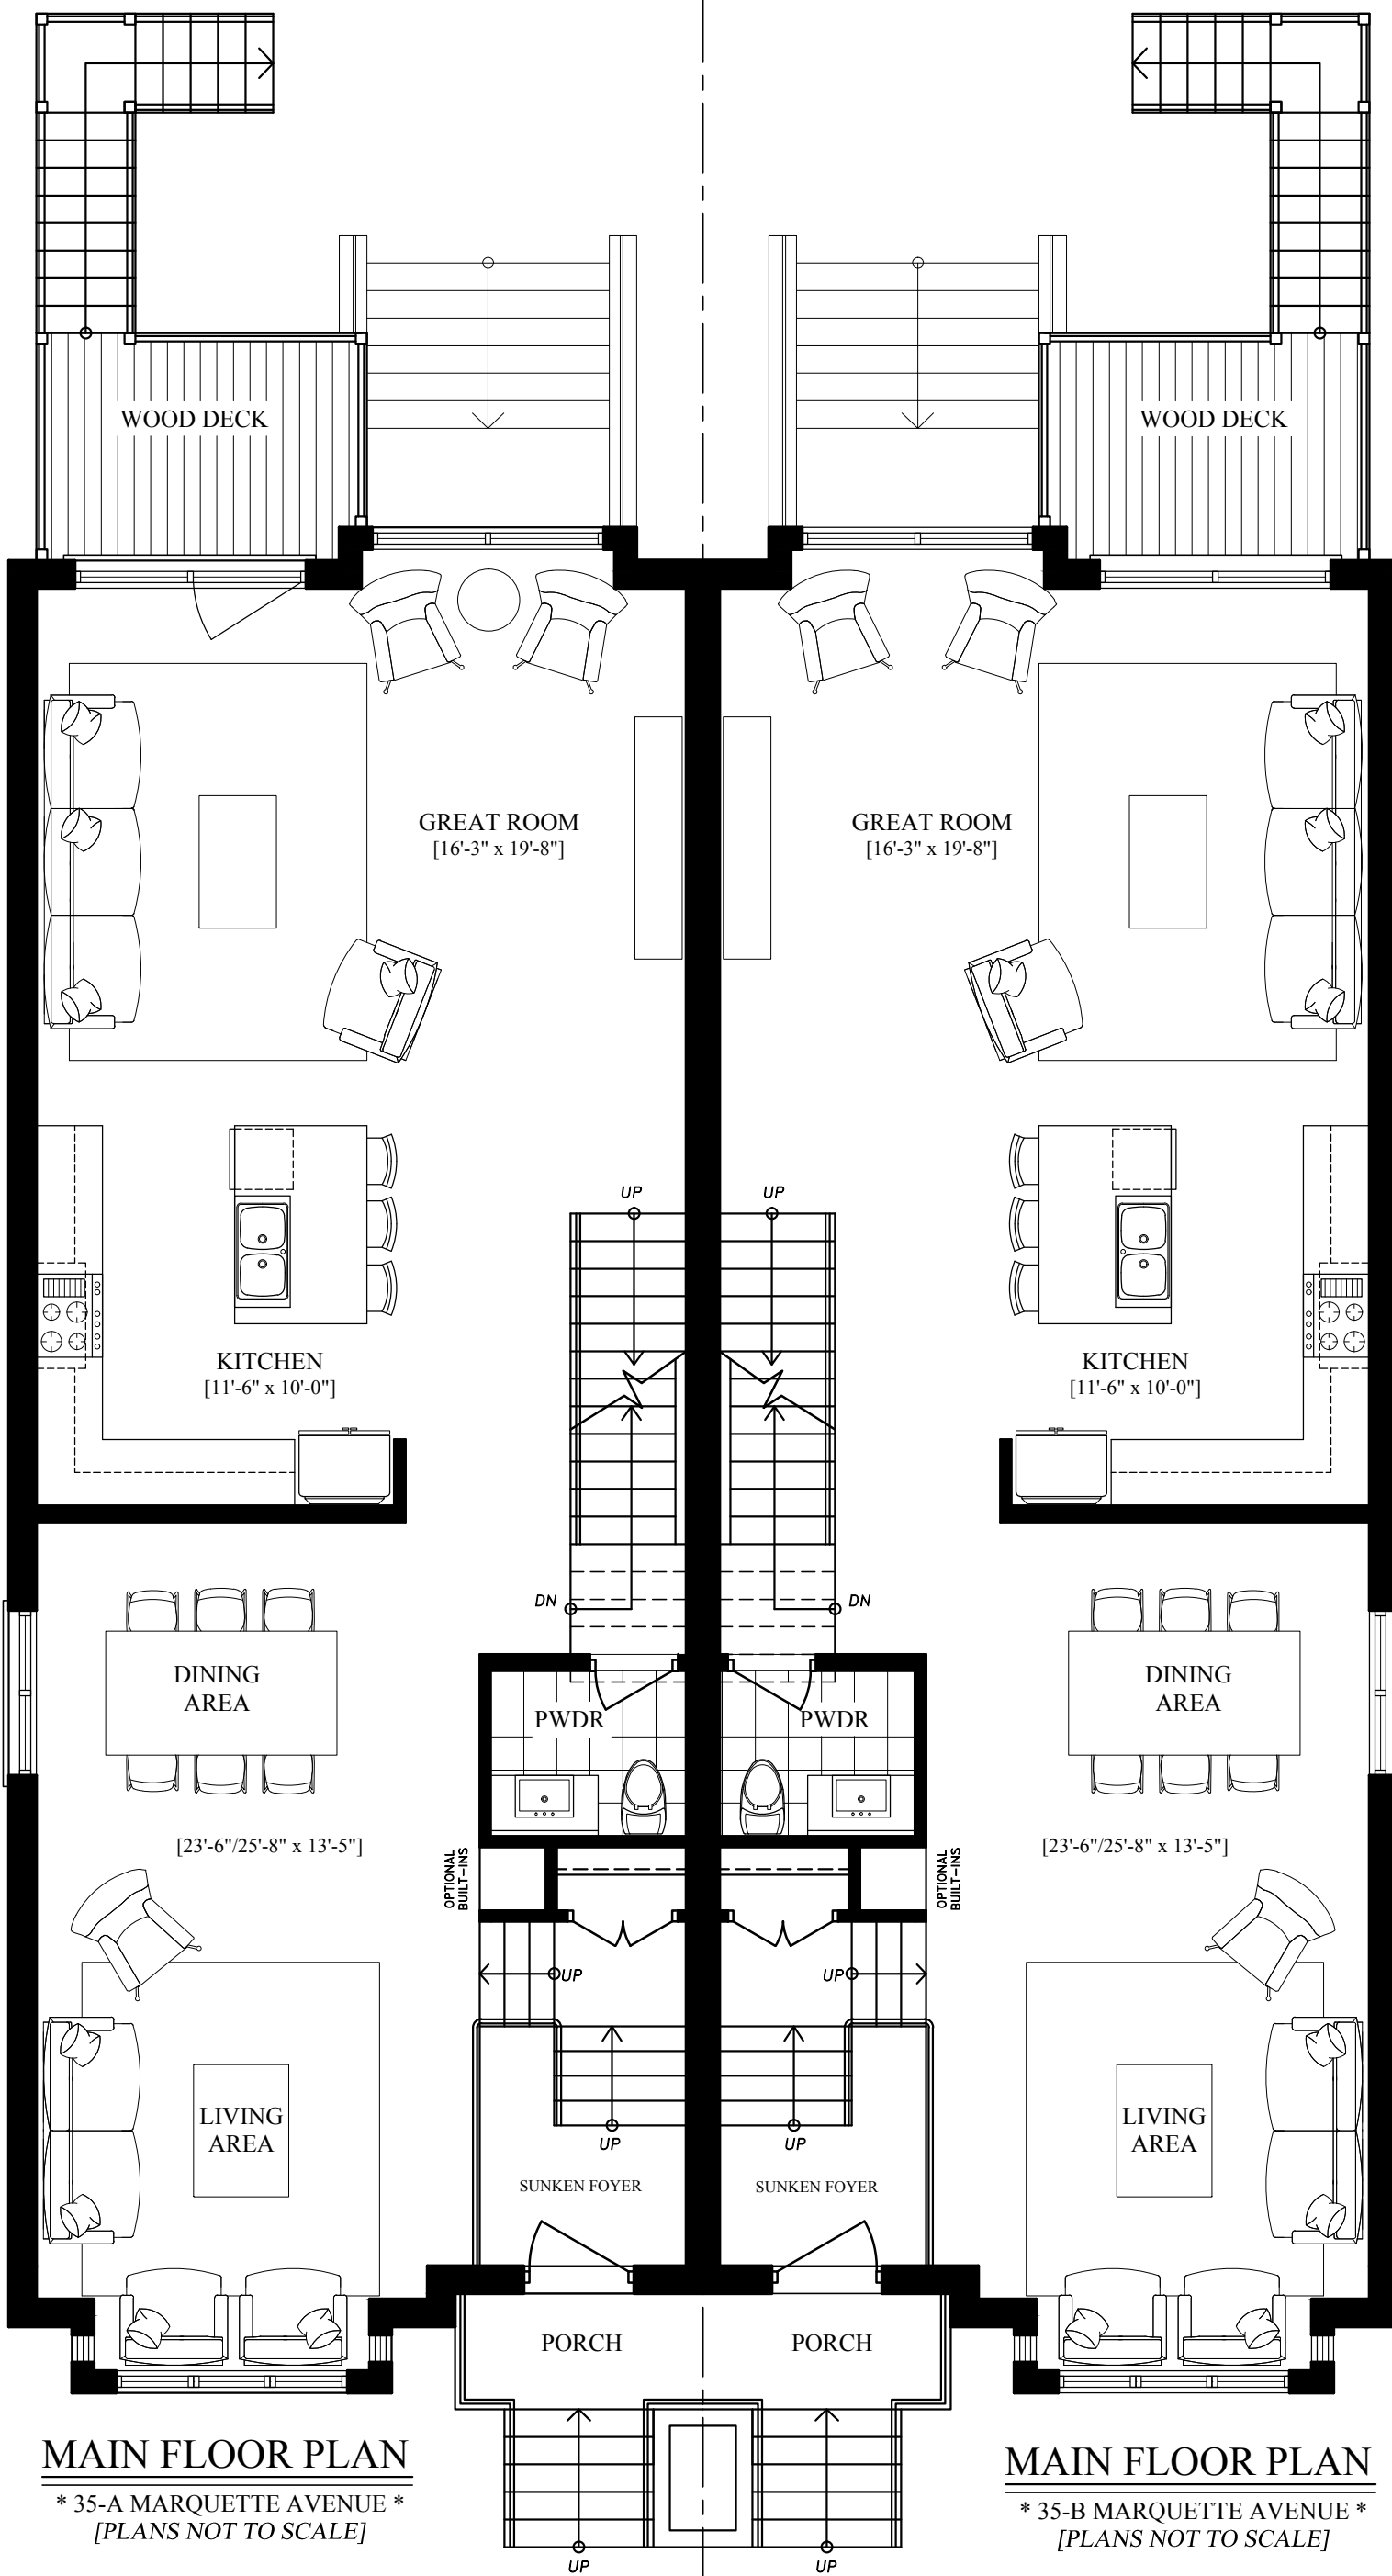 WOOD DECK
WOOD DECK
GREAT ROOM
[16'-3" x 19'-8"]
GREAT ROOM
[16'-3" x 19'-8"]
UP
UP
KITCHEN
[11'-6" x 10'-0"]
KITCHEN
[11'-6" x 10'-0"]
DN
DN
DINING
AREA
DINING
AREA
PWDR
PWDR
[23'-6"/25'-8" x 13'-5"]
[23'-6"/25'-8" x 13'-5"]
OPTIONAL
BUILT-INS
OPTIONAL
BUILT-INS
UP
UP
LIVING
AREA
LIVING
AREA
UP
UP
SUNKEN FOYER
SUNKEN FOYER
PORCH
PORCH
MAIN FLOOR PLAN
* 35-A MARQUETTE AVENUE *
[PLANS NOT TO SCALE]
MAIN FLOOR PLAN
* 35-B MARQUETTE AVENUE *
[PLANS NOT TO SCALE]
UP
UP